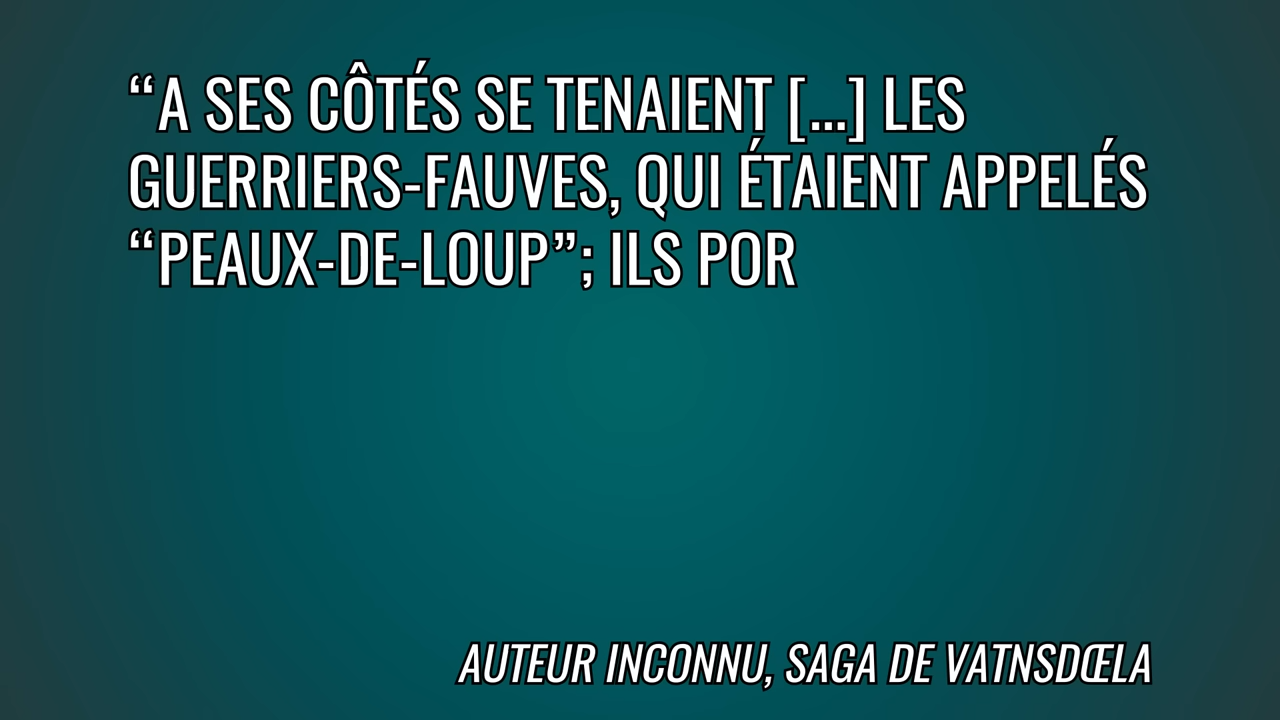 “A SES CÔTÉS SE TENAIENT [...] LES
GUERRIERS-FAUVES, QUI ÉTAIENT APPELÉS
“PEAUX-DE-LOUP”; ILS POR
AUTEUR INCONNU, SAGA DE VATNSDŒLA